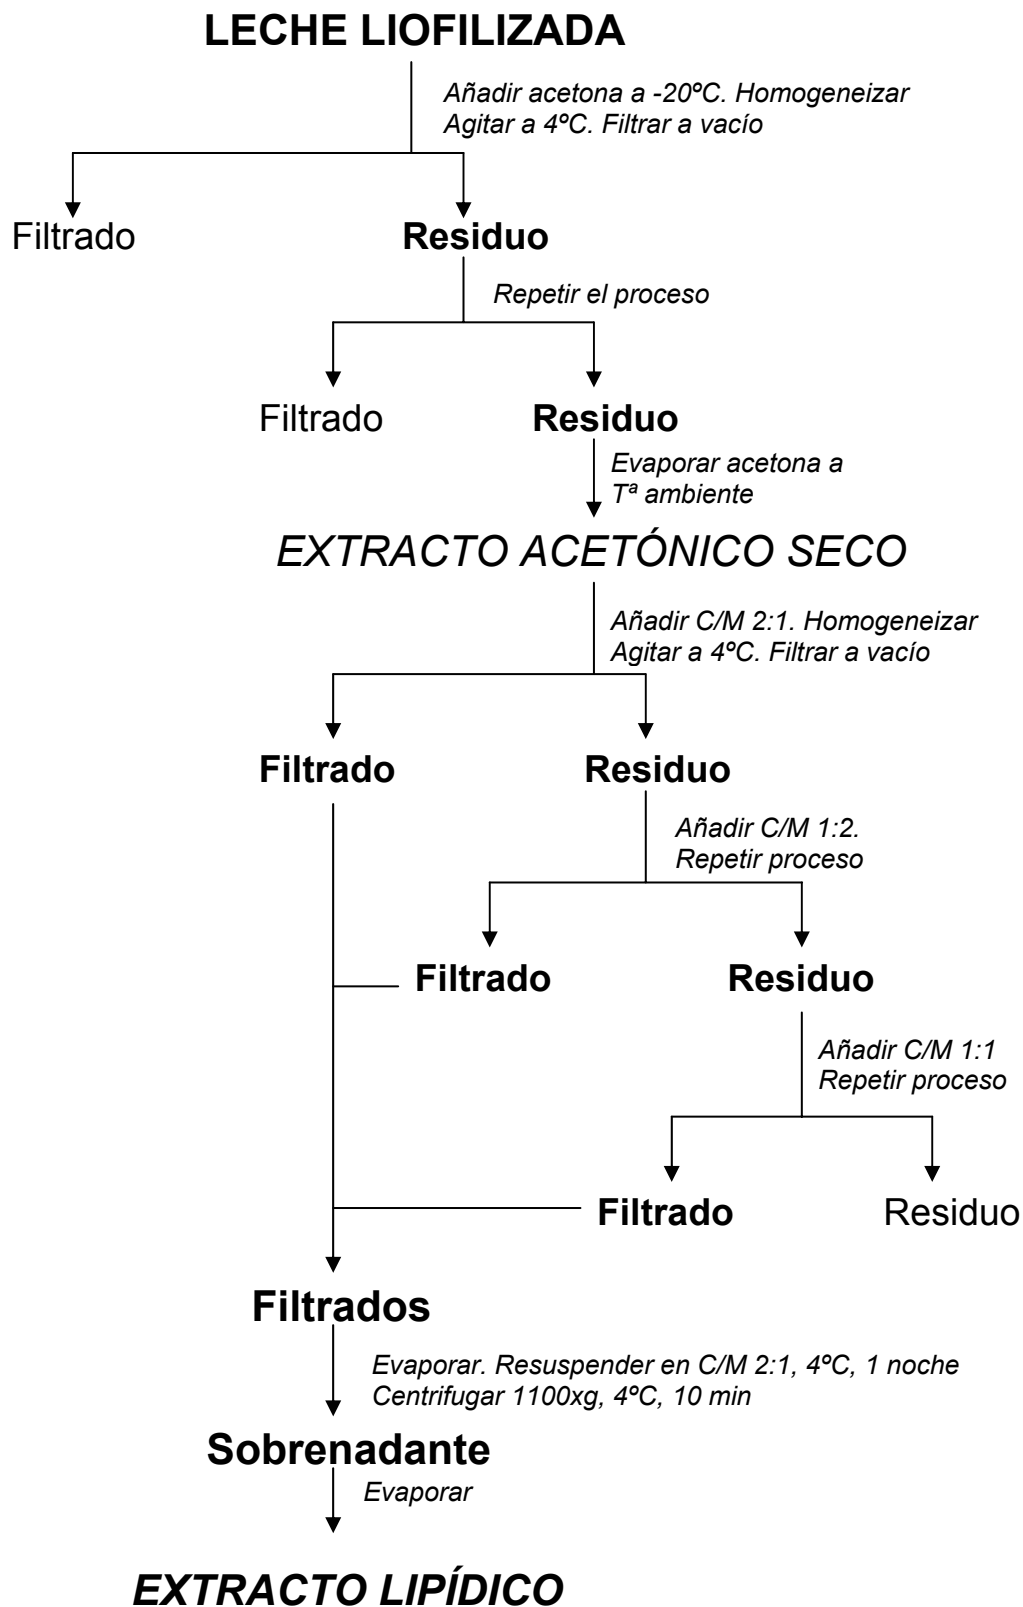 LECHE LIOFILIZADA
Añadir acetona a -20ºC. Homogeneizar
Agitar a 4ºC. Filtrar a vacío
Filtrado
Residuo
Repetir el proceso
Filtrado
Residuo
Evaporar acetona a
Tª ambiente
EXTRACTO ACETÓNICO SECO
Añadir C/M 2:1. Homogeneizar
Agitar a 4ºC. Filtrar a vacío
Filtrado
Residuo
Añadir C/M 1:2.
Repetir proceso
Filtrado
Residuo
Añadir C/M 1:1
Repetir proceso
Filtrado
Residuo
Filtrados
Evaporar. Resuspender en C/M 2:1, 4ºC, 1 noche
Centrifugar 1100xg, 4ºC, 10 min
Sobrenadante
Evaporar
EXTRACTO LIPÍDICO